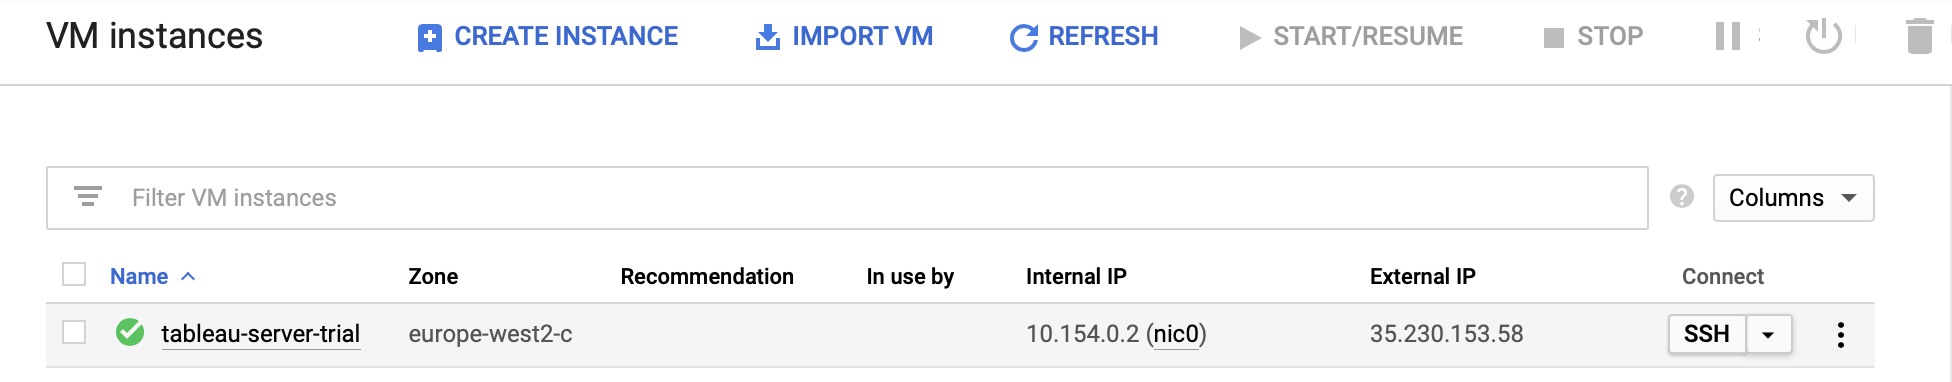 VM instances CREATE INSTANCE IMPORT VM REFRESH START/RESUME STOP
Filter VM instances ? Columns
Name Zone Recommendation In use by Internal IP External IP Connect
tableau-server-trial europe-west2-c 10.154.0.2 (nic0) 35.230.153.58 SSH